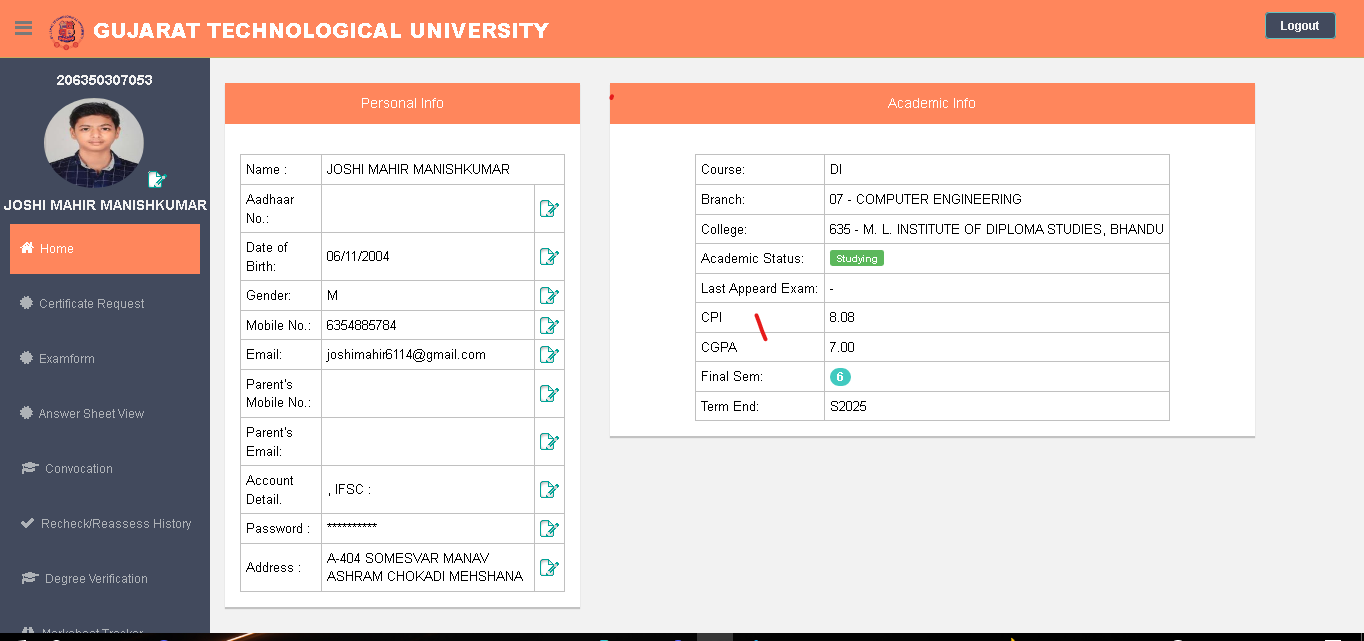 GUJARAT TECHNOLOGICAL UNIVERSITY
Logout
206350307053
JOSHI MAHIR MANISHKUMAR
Home
Certificate Request
Examform
Answer Sheet View
Convocation
Recheck/Reassess History
Degree Verification
Marksheet Tracker
Personal Info
Name : JOSHI MAHIR MANISHKUMAR
Aadhaar
No.:
Date of
Birth: 06/11/2004
Gender: M
Mobile No.: 6354885784
Email: joshimahir6114@gmail.com
Parent's
Mobile No.:
Parent's
Email:
Account
Detail. , IFSC :
Password : **********
Address : A-404 SOMESVAR MANAV
ASHRAM CHOKADI MEHSHANA
Academic Info
Course: DI
Branch: 07 - COMPUTER ENGINEERING
College: 635 - M. L. INSTITUTE OF DIPLOMA STUDIES, BHANDU
Academic Status: Studying
Last Appeard Exam: -
CPI 8.08
CGPA 7.00
Final Sem: 6
Term End: S2025